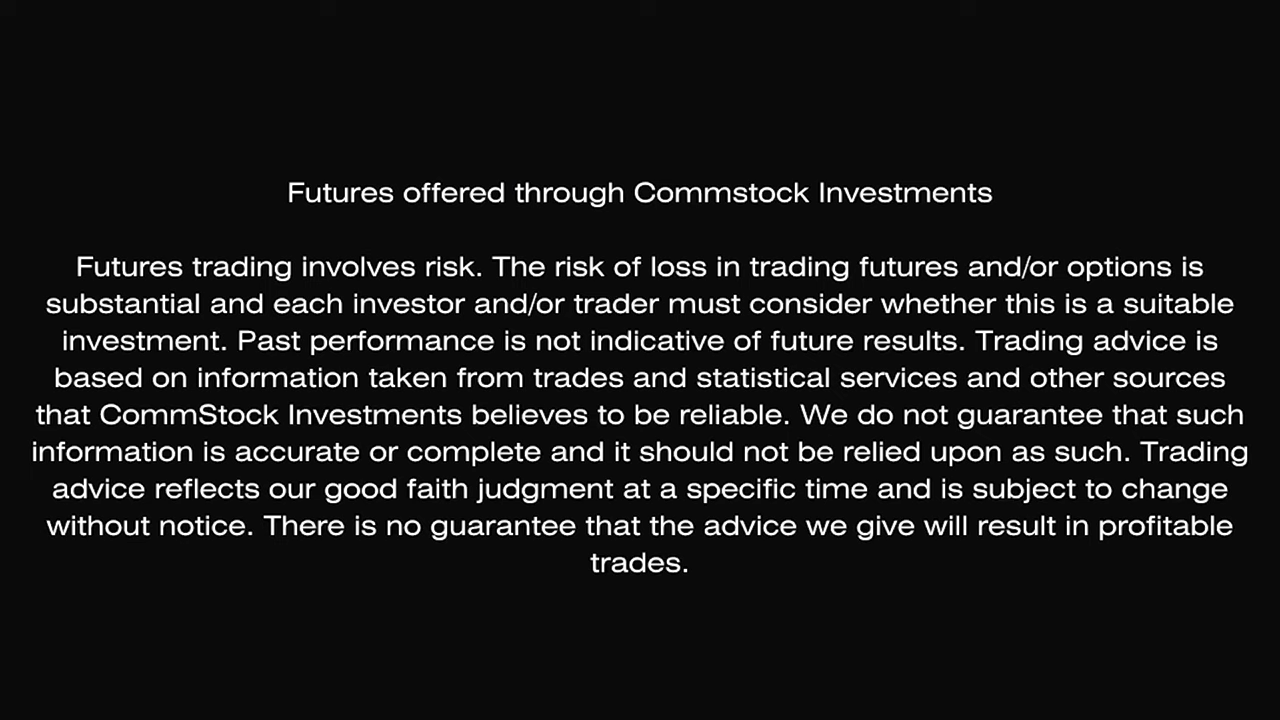 Futures offered through Commstock Investments
Futures trading involves risk. The risk of loss in trading futures and/or options is
substantial and each investor and/or trader must consider whether this is a suitable
investment. Past performance is not indicative of future results. Trading advice is
based on information taken from trades and statistical services and other sources
that CommStock Investments believes to be reliable. We do not guarantee that such
information is accurate or complete and it should not be relied upon as such. Trading
advice reflects our good faith judgment at a specific time and is subject to change
without notice. There is no guarantee that the advice we give will result in profitable
trades.